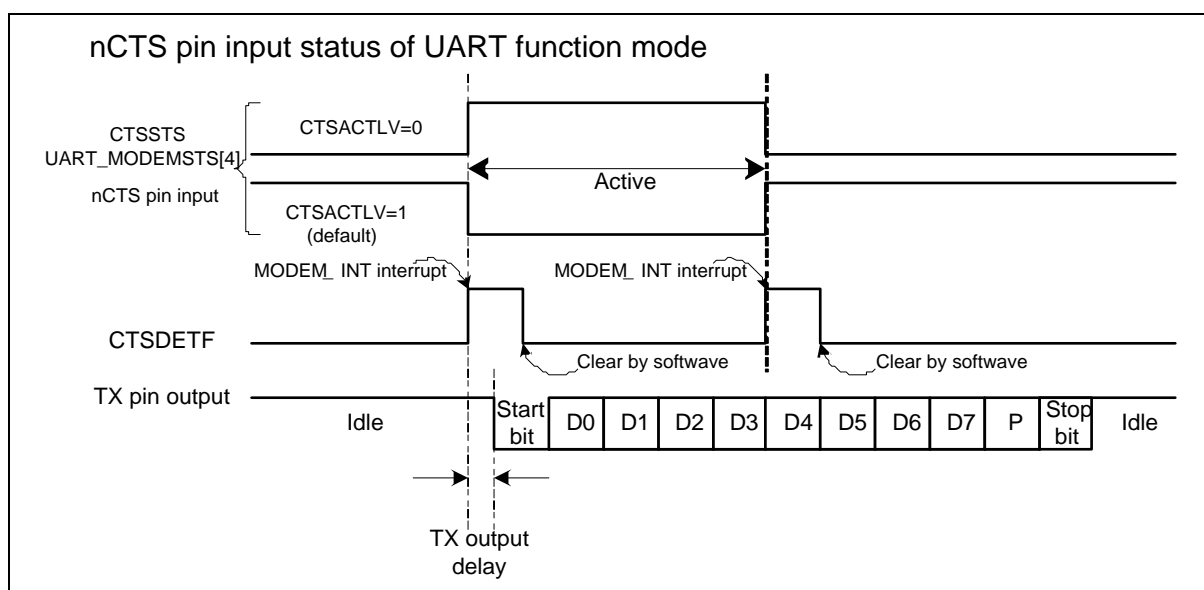 nCTS pin input status of UART function mode
CTSSTS
UART_MODEMSTS[4]
nCTS pin input
CTSACTLV=0
Active
CTSACTLV=1
(default)
MODEM_ INT interrupt
MODEM_ INT interrupt
CTSDETF
Clear by softwave
Clear by softwave
TX pin output
Idle
Start
bit
D0
D1
D2
D3
D4
D5
D6
D7
P
Stop
bit
Idle
TX output
delay